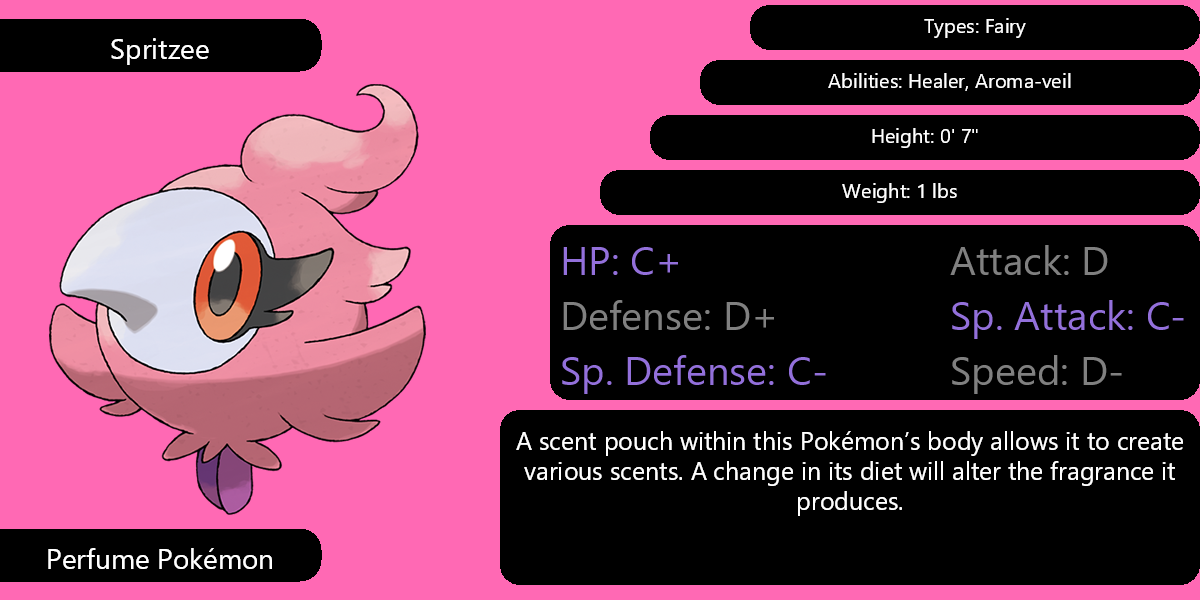 Spritzee
Types: Fairy
Abilities: Healer, Aroma-veil
Height: 0' 7"
Weight: 1 lbs
HP: C+
Attack: D
Defense: D+
Sp. Attack: C-
Sp. Defense: C-
Speed: D-
A scent pouch within this Pokémon’s body allows it to create
various scents. A change in its diet will alter the fragrance it
produces.
Perfume Pokémon